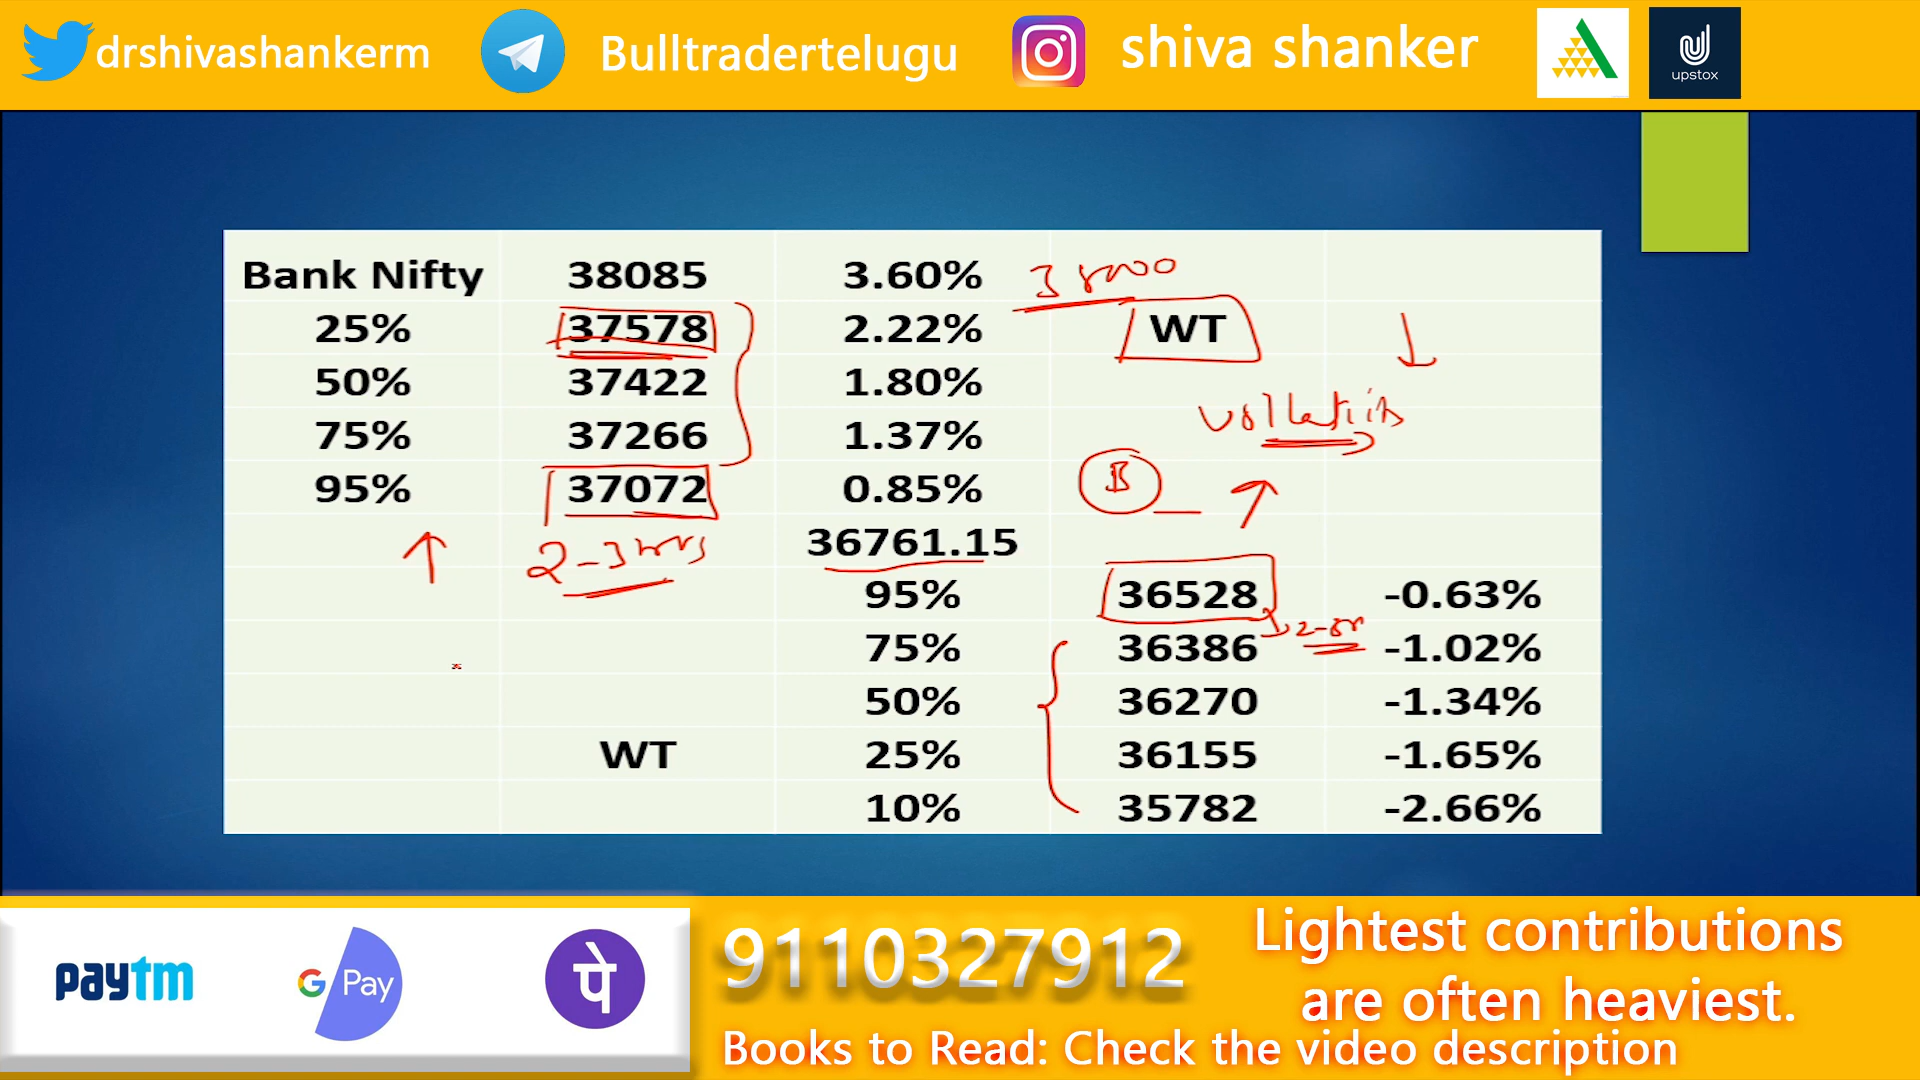 drshivashankerm Bulltradertelugu shiva shanker upstox
Bank Nifty 38085 3.60%
25% 37578 2.22% WT
50% 37422 1.80%
75% 37266 1.37%
95% 37072 0.85% B
2-3 hrs 36761.15
95% 36528 -0.63%
75% 36386 -1.02%
50% 36270 -1.34%
WT 25% 36155 -1.65%
10% 35782 -2.66%
paytm G Pay पे 9110327912
Lightest contributions
are often heaviest.
Books to Read: Check the video description